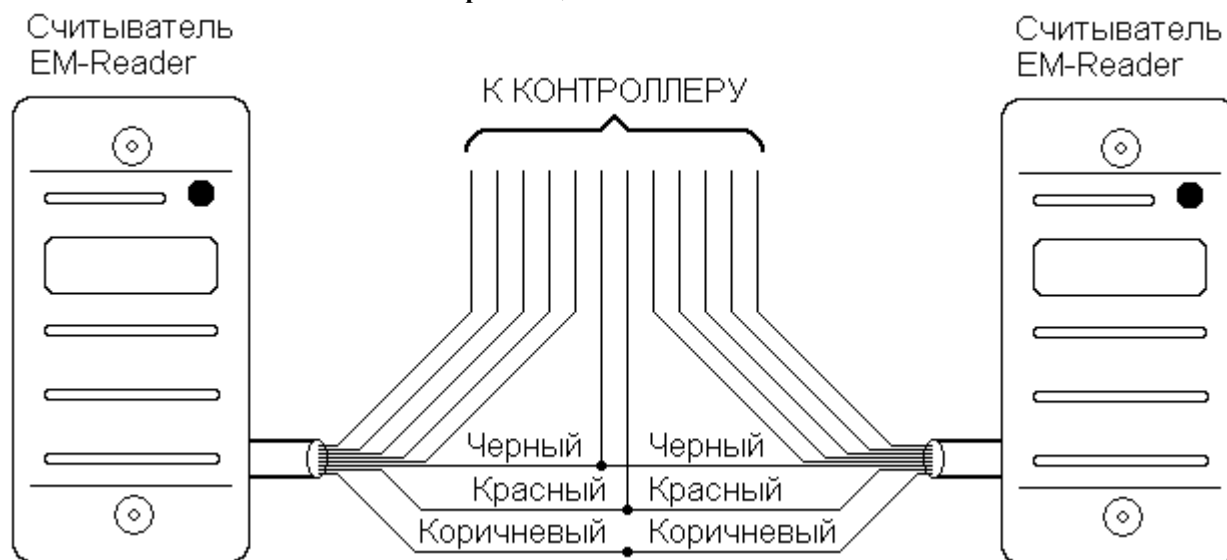 Считыватель
EM-Reader
Считыватель
EM-Reader
К КОНТРОЛЛЕРУ
Черный Черный
Красный Красный
Коричневый Коричневый